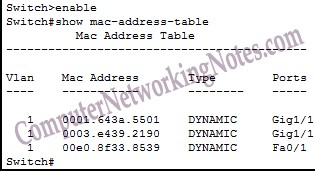 Switch>enable
Switch#show mac-address-table
Mac Address Table
-------------------------------------------
Vlan Mac Address Type Ports
---- ----------- -------- -----
1 0001.643a.5501 DYNAMIC Gig1/1
1 0003.e439.2190 DYNAMIC Gig1/1
1 00e0.8f33.8539 DYNAMIC Fa0/1
Switch#
ComputerNetworkingNotes.com